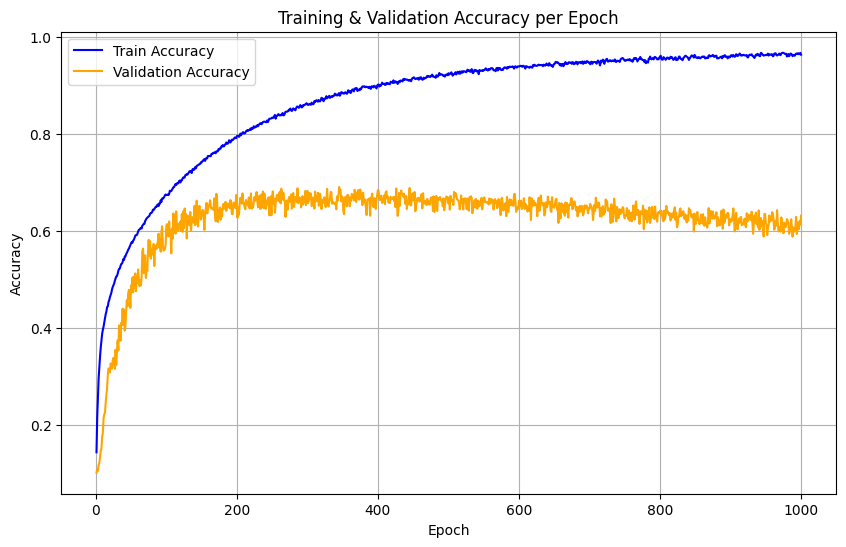 Training & Validation Accuracy per Epoch
Train Accuracy
Validation Accuracy
1.0
0.8
0.6
0.4
0.2
Accuracy
0 200 400 600 800 1000
Epoch